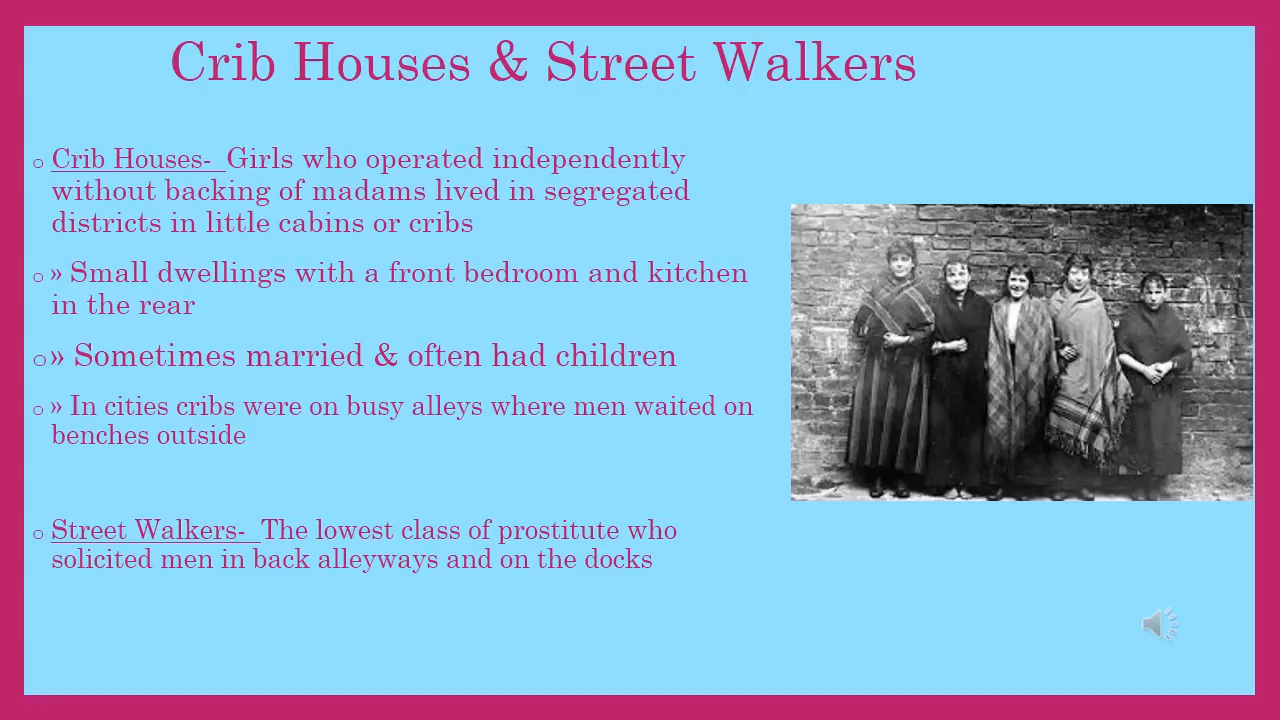 Crib Houses & Street Walkers
Crib Houses- Girls who operated independently
without backing of madams lived in segregated
districts in little cabins or cribs
» Small dwellings with a front bedroom and kitchen
in the rear
» Sometimes married & often had children
» In cities cribs were on busy alleys where men waited on
benches outside
Street Walkers- The lowest class of prostitute who
solicited men in back alleyways and on the docks